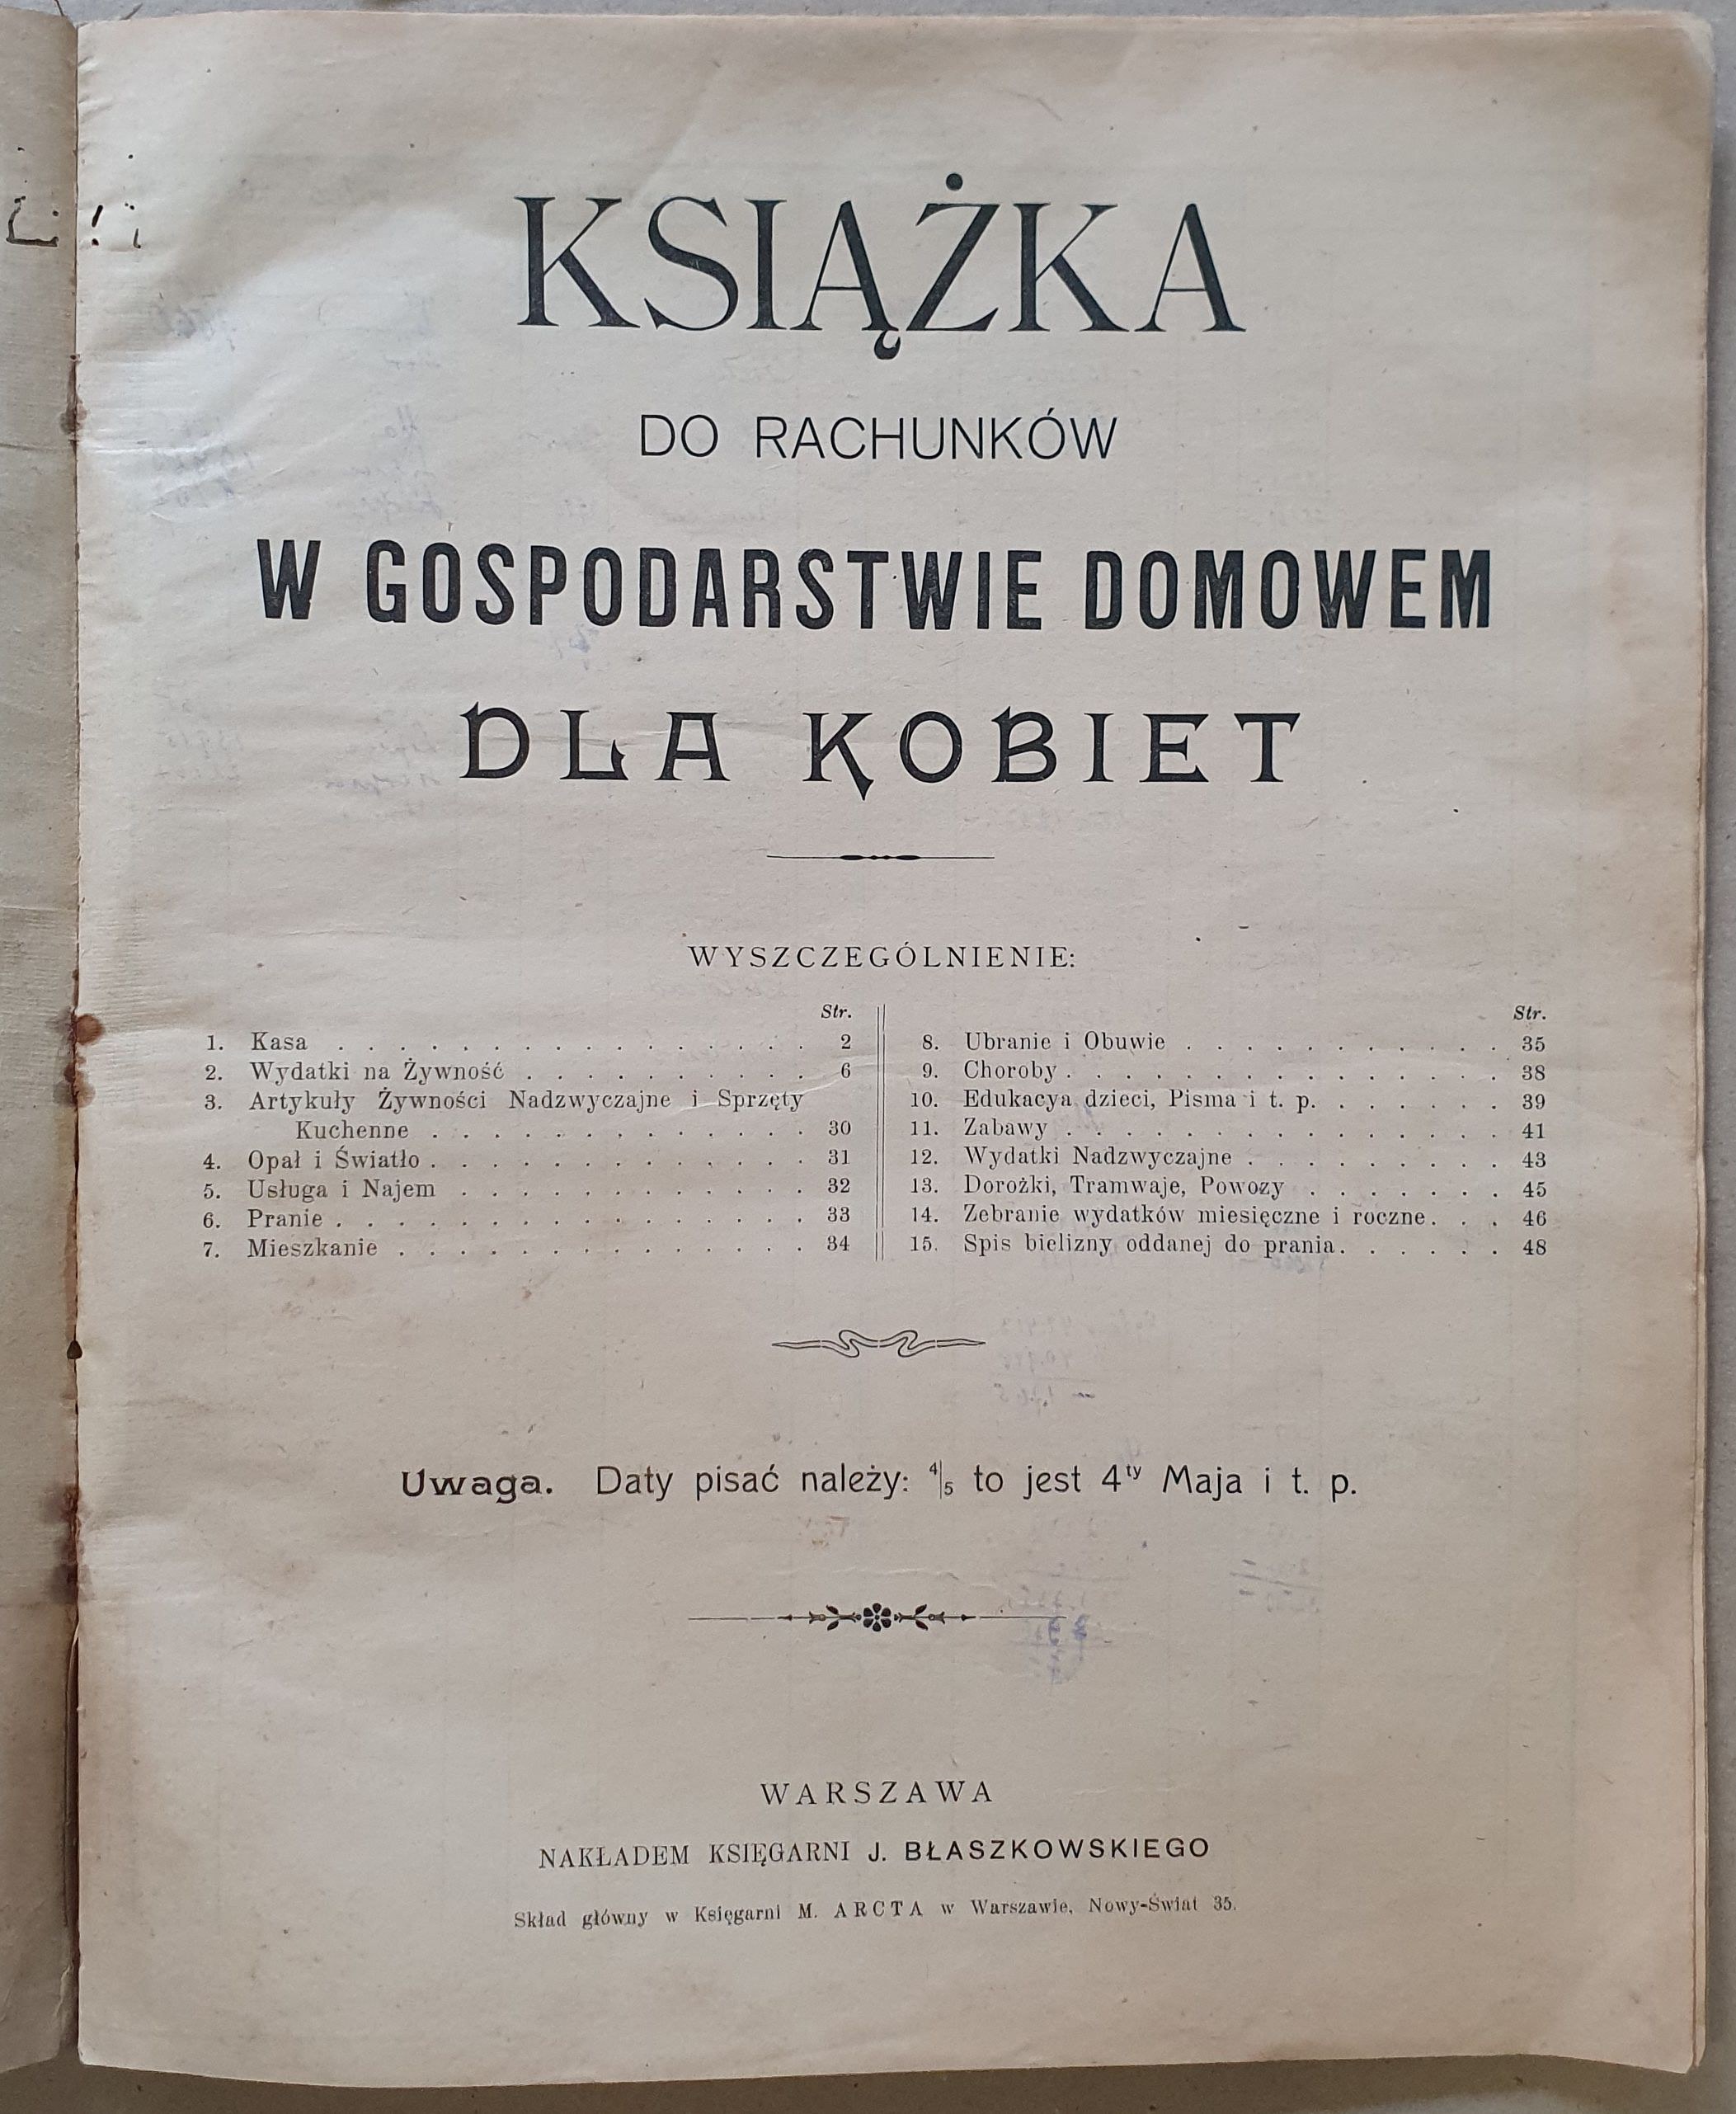 KSIĄŻKA
DO RACHUNKÓW
W GOSPODARSTWIE DOMOWEM
DLA KOBIET
WYSZCZEGÓLNIENIE:
Str.
1. Kasa . . . . . . . . . . . . . . . . 2
2. Wydatki na Żywność . . . . . . . . . . 6
3. Artykuły Żywności Nadzwyczajne i Sprzęty
Kuchenne . . . . . . . . . . . . . 30
4. Opał i Światło . . . . . . . . . . . . . 31
5. Usługa i Najem . . . . . . . . . . . . 32
6. Pranie . . . . . . . . . . . . . . . . 33
7. Mieszkanie . . . . . . . . . . . . . . 34
Str.
8. Ubranie i Obuwie . . . . . . . . . . . 35
9. Choroby . . . . . . . . . . . . . . . 38
10. Edukacya dzieci, Pisma i t. p. . . . . . . 39
11. Zabawy . . . . . . . . . . . . . . . 41
12. Wydatki Nadzwyczajne . . . . . . . . . 43
13. Dorożki, Tramwaje, Powozy . . . . . . . 45
14. Zebranie wydatków miesięczne i roczne . . . 46
15. Spis bielizny oddanej do prania . . . . . . 48
Uwaga. Daty pisać należy: 4|5 to jest 4ty Maja i t. p.
WARSZAWA
NAKŁADEM KSIĘGARNI J. BŁASZKOWSKIEGO
Skład główny w Księgarni M. ARCTA w Warszawie, Nowy-Świat 35.